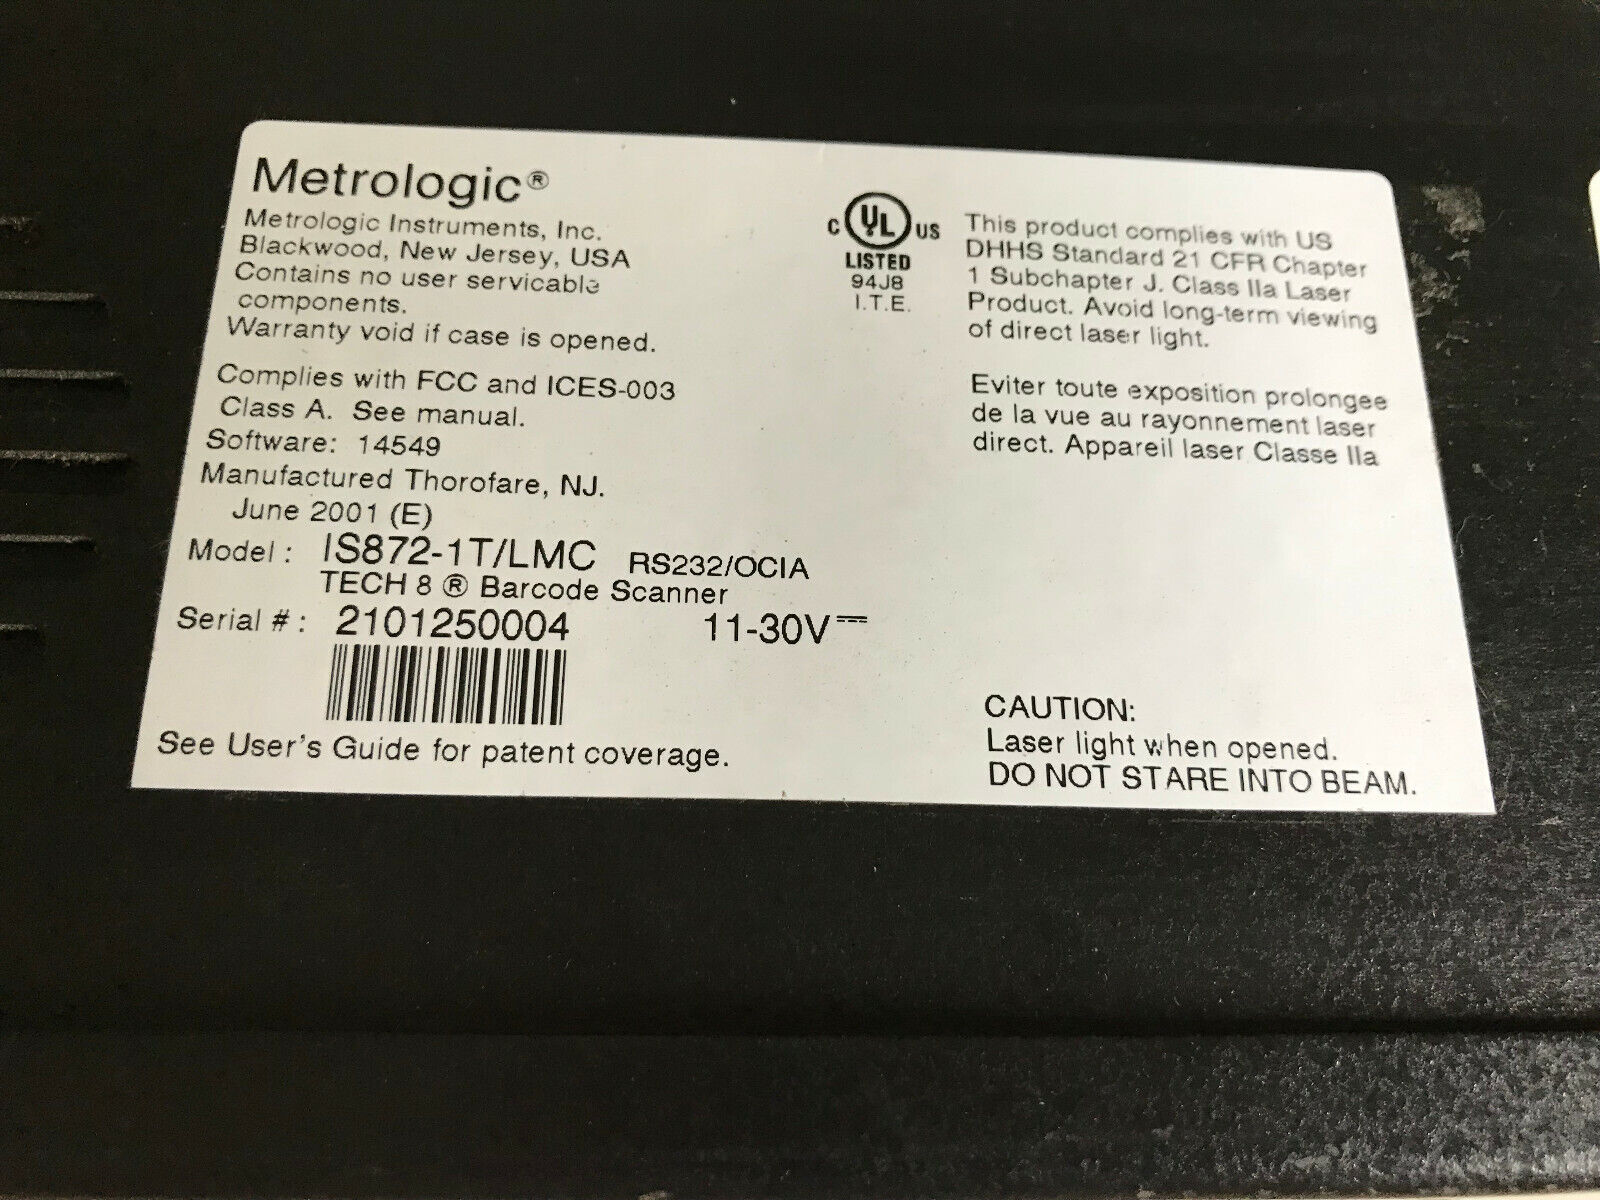 Metrologic®
Metrologic Instruments, Inc.
Blackwood, New Jersey, USA
Contains no user servicable
components.
Warranty void if case is opened.
Complies with FCC and ICES-003
Class A. See manual.
Software: 14549
Manufactured Thorofare, NJ.
June 2001 (E)
Model: IS872-1T/LMC RS232/OCIA
TECH 8 ® Barcode Scanner
Serial #: 2101250004 11-30V⎓
See User's Guide for patent coverage.
C UL US
LISTED
94J8
I.T.E.
This product complies with US
DHHS Standard 21 CFR Chapter
1 Subchapter J. Class IIa Laser
Product. Avoid long-term viewing
of direct laser light.
Eviter toute exposition prolongee
de la vue au rayonnement laser
direct. Appareil laser Classe IIa
CAUTION:
Laser light when opened.
DO NOT STARE INTO BEAM.